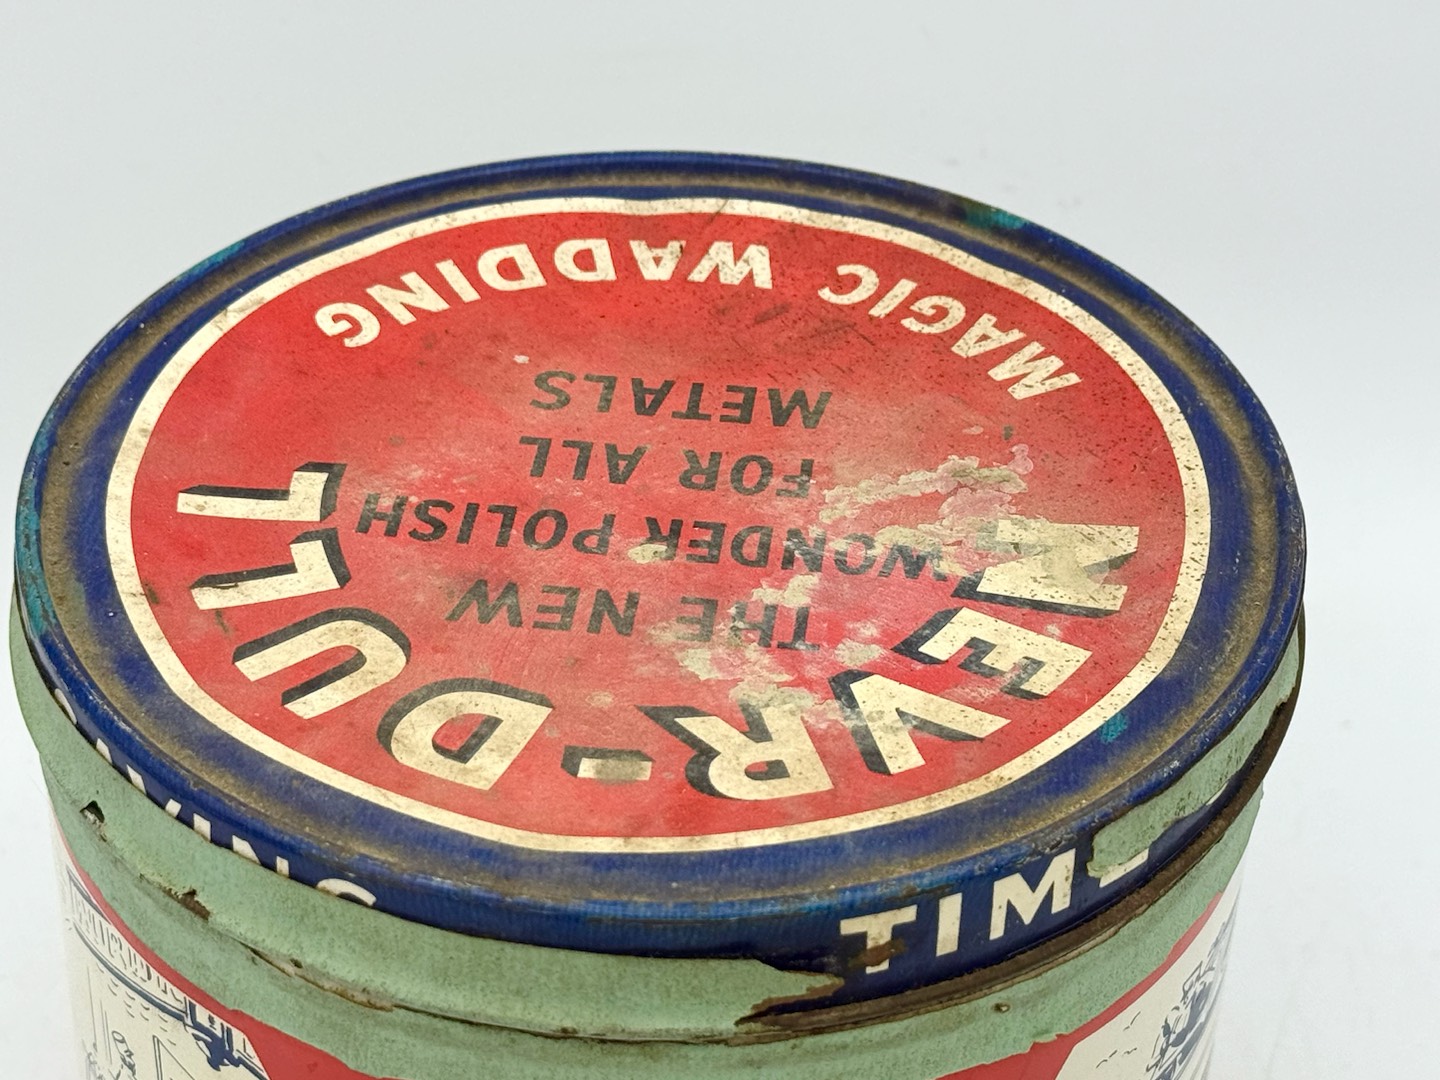 NEVR-DULL
THE NEW
WONDER POLISH
FOR ALL
METALS
MAGIC WADDING
TIME